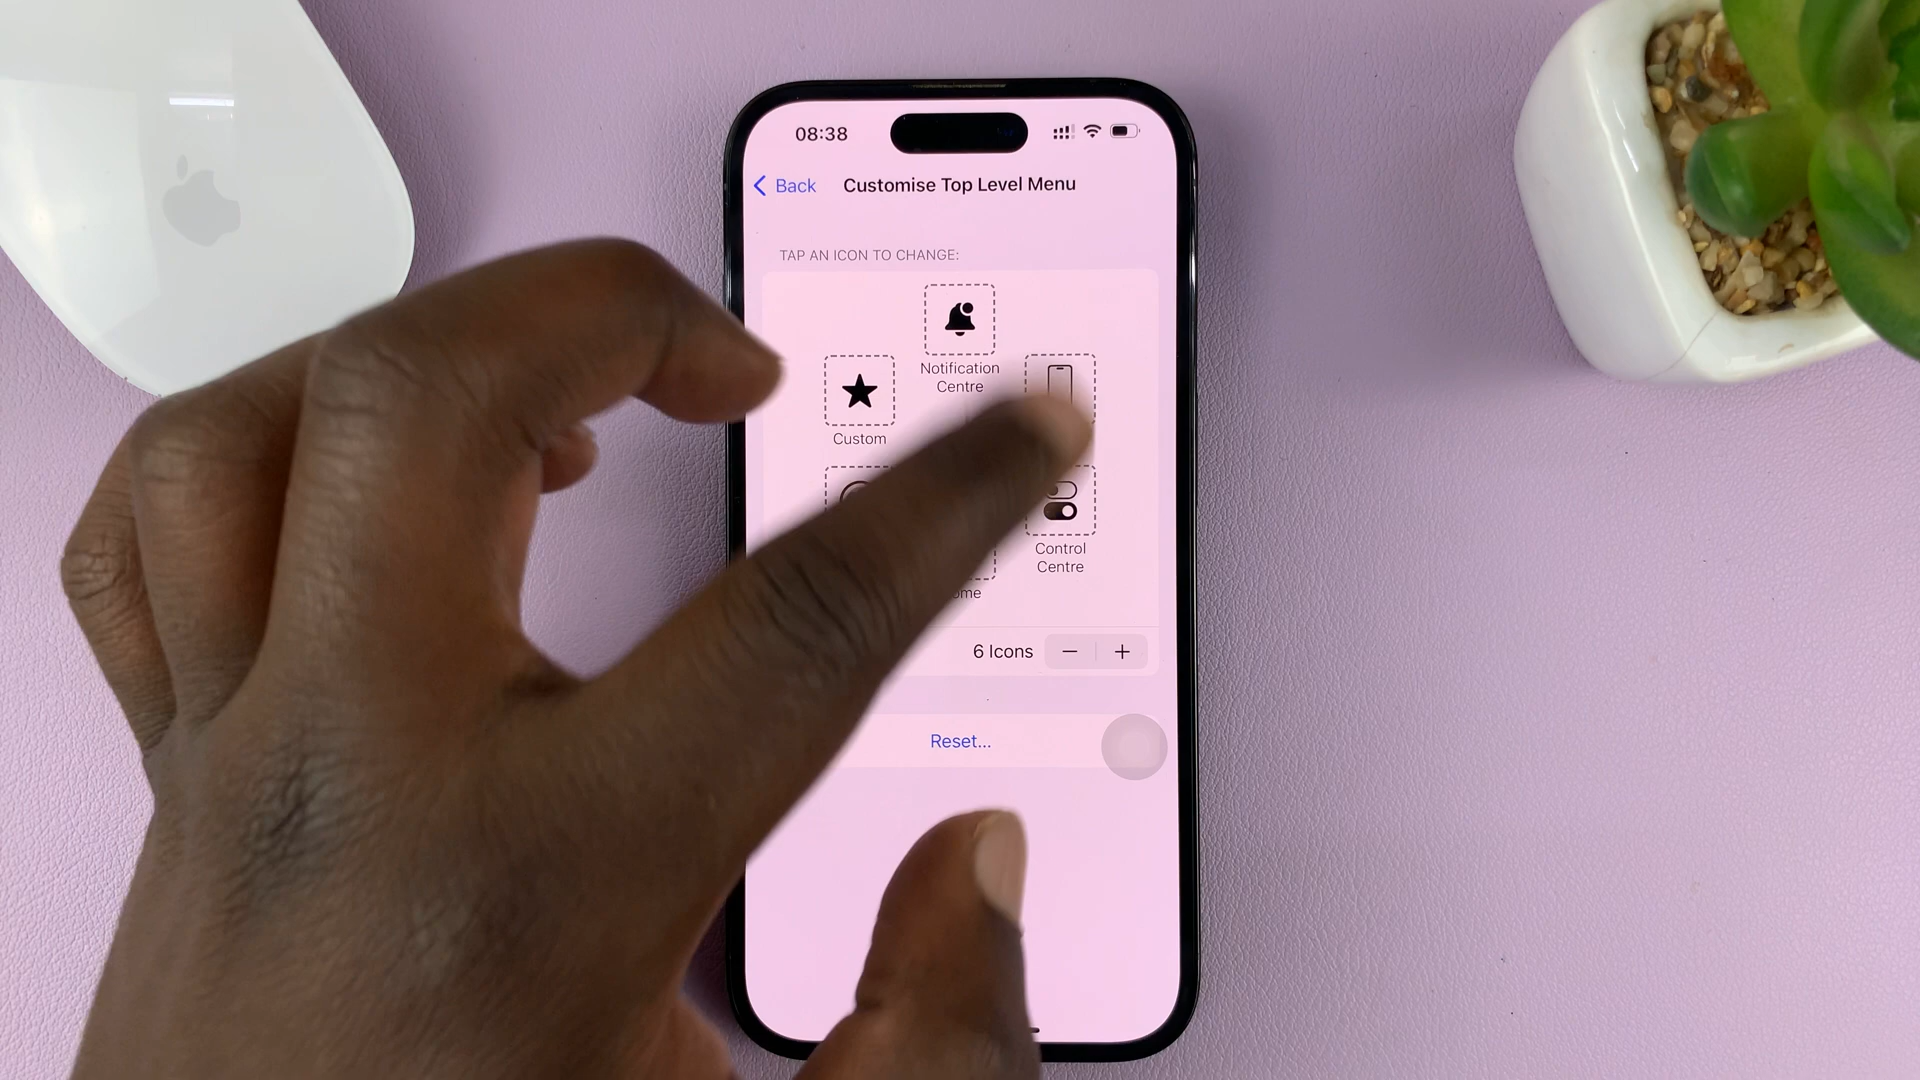 08:38
Back
Customise Top Level Menu
TAP AN ICON TO CHANGE:
Notification
Centre
Custom
Control
Centre
6 Icons
Reset...